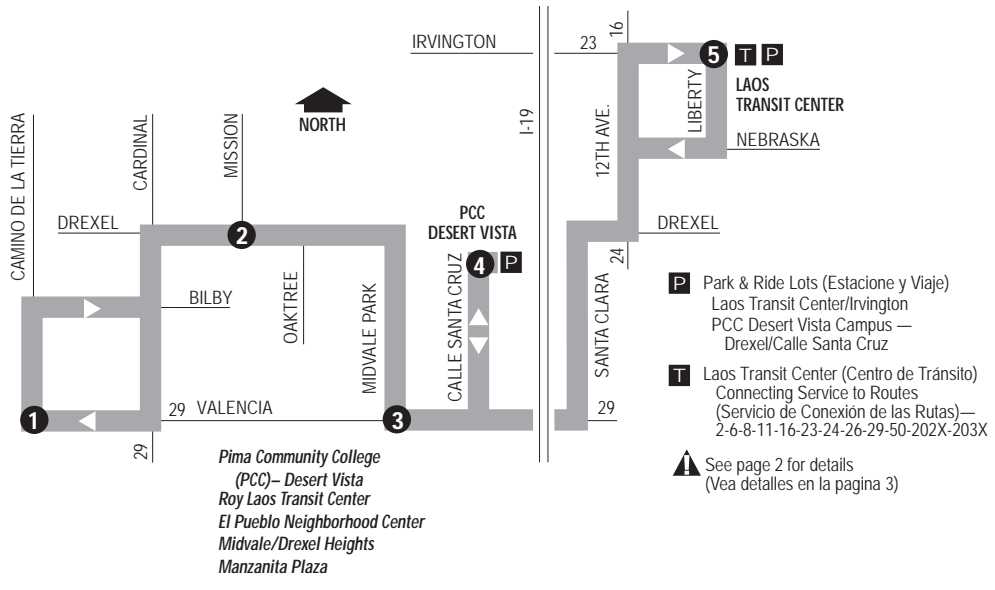 IRVINGTON
23
16
5
T P
LAOS
TRANSIT CENTER
LIBERTY
NEBRASKA
12TH AVE.
I-19
NORTH
CAMINO DE LA TIERRA
CARDINAL
MISSION
DREXEL
2
PCC
DESERT VISTA
4 P
DREXEL
24
BILBY
OAKTREE
MIDVALE PARK
CALLE SANTA CRUZ
SANTA CLARA
1
29 VALENCIA
3
29
29
Pima Community College
(PCC)– Desert Vista
Roy Laos Transit Center
El Pueblo Neighborhood Center
Midvale/Drexel Heights
Manzanita Plaza
P Park & Ride Lots (Estacione y Viaje)
Laos Transit Center/Irvington
PCC Desert Vista Campus —
Drexel/Calle Santa Cruz
T Laos Transit Center (Centro de Tránsito)
Connecting Service to Routes
(Servicio de Conexión de las Rutas)—
2-6-8-11-16-23-24-26-29-50-202X-203X
! See page 2 for details
(Vea detalles en la pagina 3)